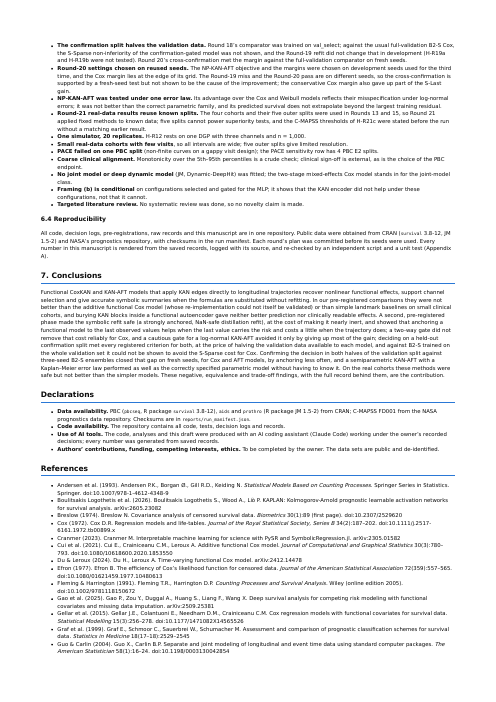 • The confirmation split halves the validation data. Round 18's comparator was trained on val_select; against the usual full-validation B2-S Cox,
the S-Sparse non-inferiority of the confirmation-gated model was not shown, and the Round-19 refit did not change that in development (H-R19a
and H-R19b were not tested). Round 20's cross-confirmation met the margin against the full-validation comparator on fresh seeds.
• Round-20 settings chosen on reused seeds. The NP-KAN-AFT objective and the margins were chosen on development seeds used for the third
time, and the Cox margin lies at the edge of its grid. The Round-19 miss and the Round-20 pass are on different seeds, so the cross-confirmation is
supported by a fresh-seed test but not shown to be the cause of the improvement; the conservative Cox margin also gave up part of the S-Last
gain.
• NP-KAN-AFT was tested under one error law. Its advantage over the Cox and Weibull models reflects their misspecification under log-normal
errors; it was not better than the correct parametric family, and its predicted survival does not extrapolate beyond the largest training residual.
• Round-21 real-data results reuse known splits. The four cohorts and their five outer splits were used in Rounds 13 and 15, so Round 21
applied fixed methods to known data; five splits cannot power superiority tests, and the C-MAPSS thresholds of H-R21c were stated before the run
without a matching earlier result.
• One simulator, 20 replicates. H-R12 rests on one DGP with three channels and n = 1,000.
• Small real-data cohorts with few visits, so all intervals are wide; five outer splits give limited resolution.
• PACE failed on one PBC split (non-finite curves on a gappy visit design); the PACE sensitivity row has 4 PBC E2 splits.
• Coarse clinical alignment. Monotonicity over the 5th–95th percentiles is a crude check; clinical sign-off is external, as is the choice of the PBC
endpoint.
• No joint model or deep dynamic model (JM, Dynamic-DeepHit) was fitted; the two-stage mixed-effects Cox model stands in for the joint-model
class.
• Framing (b) is conditional on configurations selected and gated for the MLP; it shows that the KAN encoder did not help under these
configurations, not that it cannot.
• Targeted literature review. No systematic review was done, so no novelty claim is made.
6.4 Reproducibility
All code, decision logs, pre-registrations, raw records and this manuscript are in one repository. Public data were obtained from CRAN (survival 3.8-12, JM
1.5-2) and NASA's prognostics repository, with checksums in the run manifest. Each round's plan was committed before its seeds were used. Every
number in this manuscript is rendered from the saved records, logged with its source, and re-checked by an independent script and a unit test (Appendix
A).
7. Conclusions
Functional CoxKAN and KAN-AFT models that apply KAN edges directly to longitudinal trajectories recover nonlinear functional effects, support channel
selection and give accurate symbolic summaries when the formulas are substituted without refitting. In our pre-registered comparisons they were not
better than the additive functional Cox model (whose re-implementation could not itself be validated) or than simple landmark baselines on small clinical
cohorts, and burying KAN blocks inside a functional autoencoder gave neither better prediction nor clinically readable effects. A second, pre-registered
phase made the symbolic refit safe (a strongly anchored, NaN-safe distillation refit), at the cost of making it nearly inert, and showed that anchoring a
functional model to the last observed values helps when the last value carries the risk and costs a little when the trajectory does; a two-way gate did not
remove that cost reliably for Cox, and a cautious gate for a log-normal KAN-AFT avoided it only by giving up most of the gain; deciding on a held-out
confirmation split met every registered criterion for both, at the price of halving the validation data available to each model, and against B2-S trained on
the whole validation set it could not be shown to avoid the S-Sparse cost for Cox. Confirming the decision in both halves of the validation split against
three-seed B2-S ensembles closed that gap on fresh seeds, for Cox and AFT models, by anchoring less often, and a semiparametric KAN-AFT with a
Kaplan–Meier error law performed as well as the correctly specified parametric model without having to know it. On the real cohorts these methods were
safe but not better than the simpler models. These negative, equivalence and trade-off findings, with the full record behind them, are the contribution.
Declarations
• Data availability. PBC (pbcseq, R package survival 3.8-12), aids and prothro (R package JM 1.5-2) from CRAN; C-MAPSS FD001 from the NASA
prognostics data repository. Checksums are in reports/run_manifest.json.
• Code availability. The repository contains all code, tests, decision logs and records.
• Use of AI tools. The code, analyses and this draft were produced with an AI coding assistant (Claude Code) working under the owner's recorded
decisions; every number was generated from saved records.
• Authors' contributions, funding, competing interests, ethics. To be completed by the owner. The data sets are public and de-identified.
References
• Andersen et al. (1993). Andersen P.K., Borgan Ø., Gill R.D., Keiding N. Statistical Models Based on Counting Processes. Springer Series in Statistics.
Springer. doi:10.1007/978-1-4612-4348-9
• Boulitsakis Logothetis et al. (2026). Boulitsakis Logothetis S., Wood A., Liò P. KAPLAN: Kolmogorov-Arnold prognostic learnable activation networks
for survival analysis. arXiv:2605.23082
• Breslow (1974). Breslow N. Covariance analysis of censored survival data. Biometrics 30(1):89 (first page). doi:10.2307/2529620
• Cox (1972). Cox D.R. Regression models and life-tables. Journal of the Royal Statistical Society, Series B 34(2):187–202. doi:10.1111/j.2517-
6161.1972.tb00899.x
• Cranmer (2023). Cranmer M. Interpretable machine learning for science with PySR and SymbolicRegression.jl. arXiv:2305.01582
• Cui et al. (2021). Cui E., Crainiceanu C.M., Leroux A. Additive functional Cox model. Journal of Computational and Graphical Statistics 30(3):780–
793. doi:10.1080/10618600.2020.1853550
• Du & Leroux (2024). Du H., Leroux A. Time-varying functional Cox model. arXiv:2412.14478
• Efron (1977). Efron B. The efficiency of Cox's likelihood function for censored data. Journal of the American Statistical Association 72(359):557–565.
doi:10.1080/01621459.1977.10480613
• Fleming & Harrington (1991). Fleming T.R., Harrington D.P. Counting Processes and Survival Analysis. Wiley (online edition 2005).
doi:10.1002/9781118150672
• Gao et al. (2025). Gao P., Zou Y., Duggal A., Huang S., Liang F., Wang X. Deep survival analysis for competing risk modeling with functional
covariates and missing data imputation. arXiv:2509.25381
• Gellar et al. (2015). Gellar J.E., Colantuoni E., Needham D.M., Crainiceanu C.M. Cox regression models with functional covariates for survival data.
Statistical Modelling 15(3):256–278. doi:10.1177/1471082X14565526
• Graf et al. (1999). Graf E., Schmoor C., Sauerbrei W., Schumacher M. Assessment and comparison of prognostic classification schemes for survival
data. Statistics in Medicine 18(17–18):2529–2545
• Guo & Carlin (2004). Guo X., Carlin B.P. Separate and joint modeling of longitudinal and event time data using standard computer packages. The
American Statistician 58(1):16–24. doi:10.1198/0003130042854